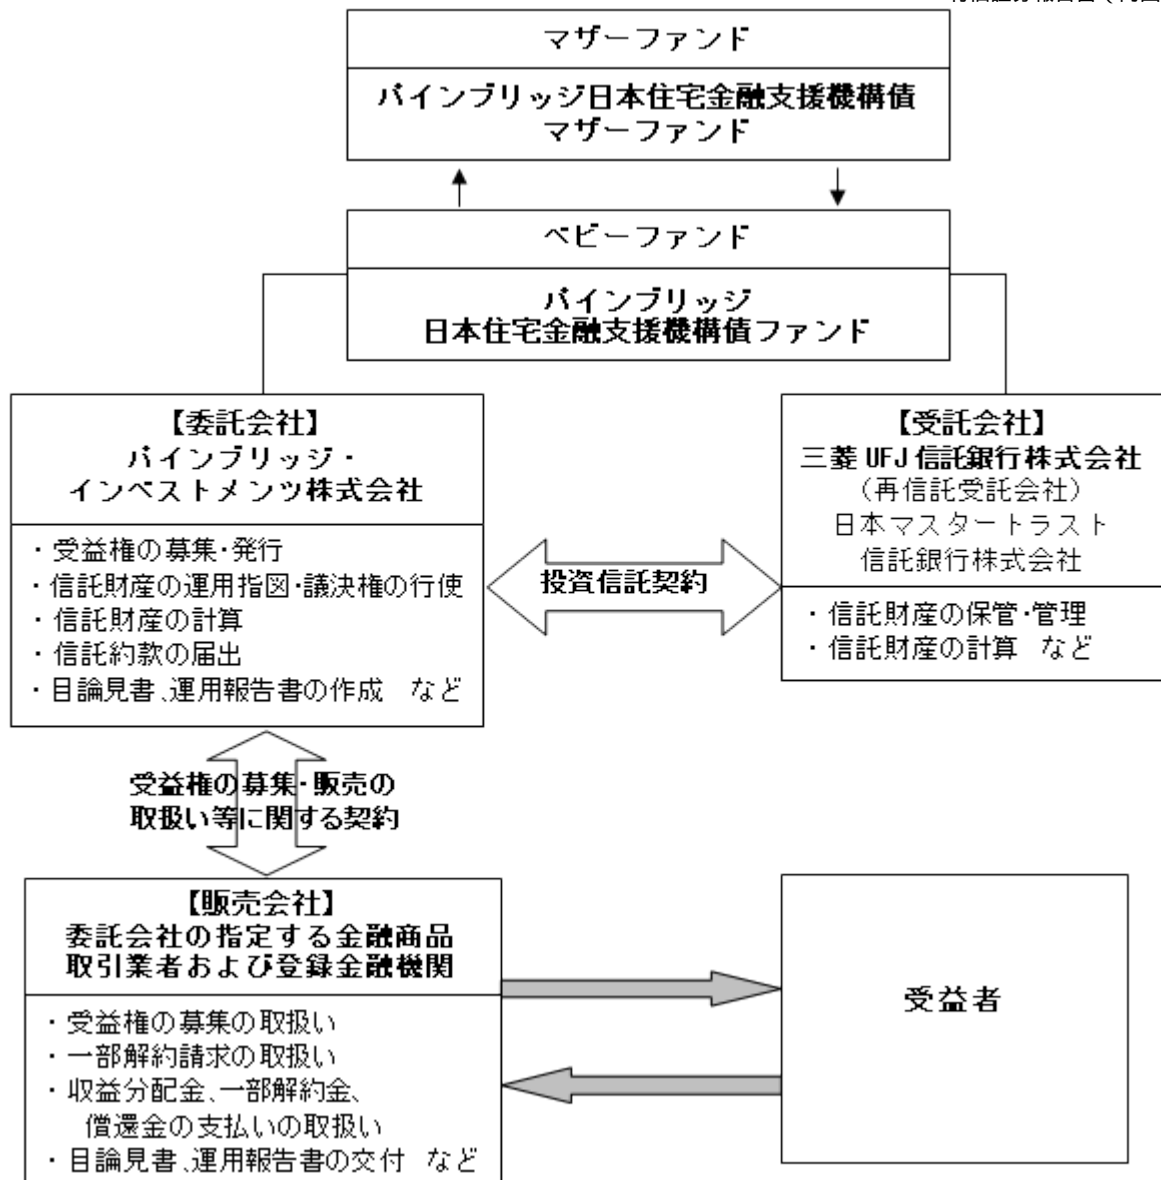 マザーファンド
パインブリッジ日本住宅金融支援機構債
マザーファンド
ベビーファンド
パインブリッジ
日本住宅金融支援機構債ファンド
【委託会社】
パインブリッジ・
インベストメンツ株式会社
・受益権の募集・発行
・信託財産の運用指図・議決権の行使
・信託財産の計算
・信託約款の届出
・目論見書、運用報告書の作成　など
投資信託契約
【受託会社】
三菱UFJ信託銀行株式会社
（再信託受託会社）
日本マスタートラスト
信託銀行株式会社
・信託財産の保管・管理
・信託財産の計算　など
受益権の募集・販売の
取扱い等に関する契約
【販売会社】
委託会社の指定する金融商品
取引業者および登録金融機関
・受益権の募集の取扱い
・一部解約請求の取扱い
・収益分配金、一部解約金、
償還金の支払いの取扱い
・目論見書、運用報告書の交付　など
受益者